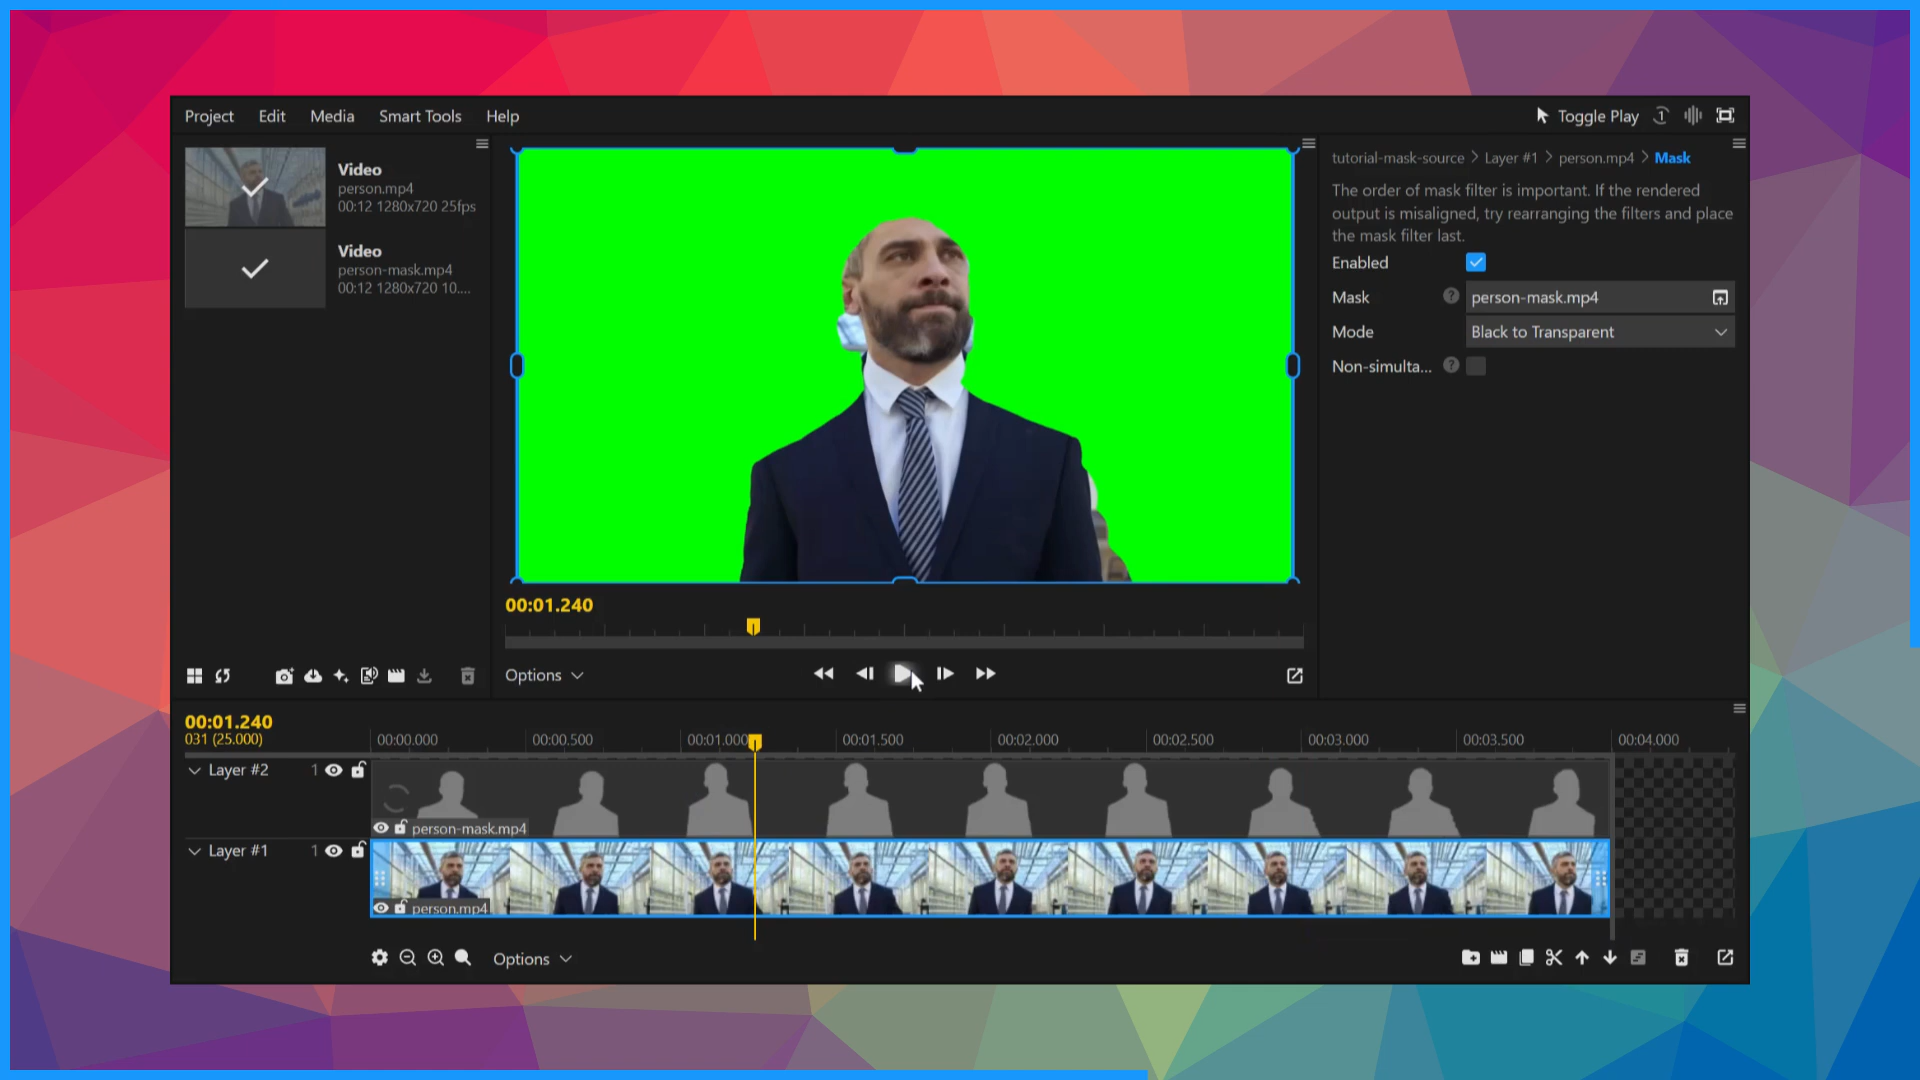 Project Edit Media Smart Tools Help
Toggle Play 1
Video
person.mp4
00:12 1280x720 25fps
Video
person-mask.mp4
00:12 1280x720 10....
tutorial-mask-source > Layer #1 > person.mp4 > Mask
The order of mask filter is important. If the rendered
output is misaligned, try rearranging the filters and place
the mask filter last.
Enabled
Mask ? person-mask.mp4
Mode Black to Transparent
Non-simulta... ?
00:01.240
Options
00:01.240
031 (25.000)
00:00.000 00:00.500 00:01.000 00:01.500 00:02.000 00:02.500 00:03.000 00:03.500 00:04.000
Layer #2 1
person-mask.mp4
Layer #1 1
person.mp4
Options